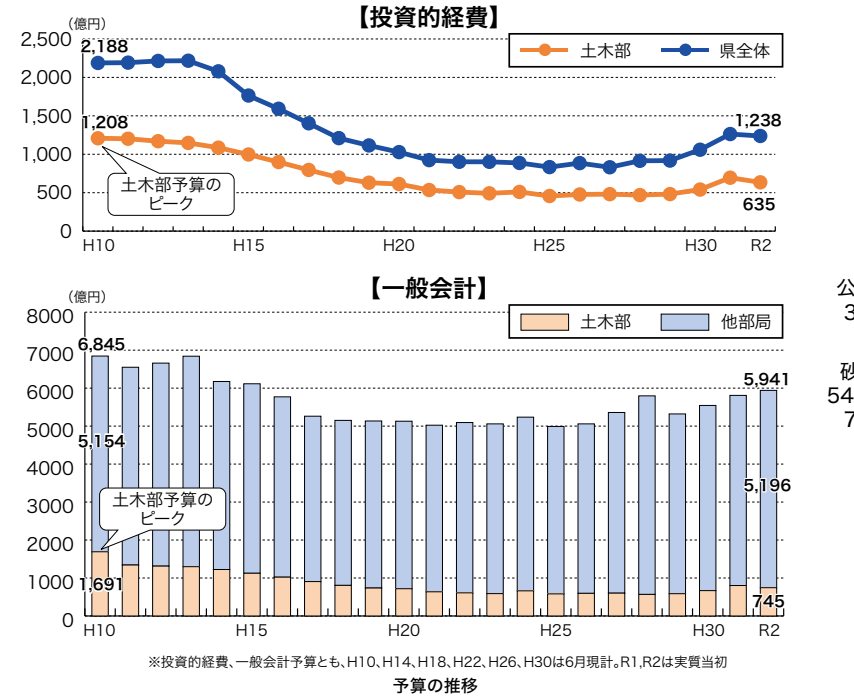 【投資的経費】
(億円)
土木部 県全体
2,500
2,188
2,000
1,500
1,208
1,238
1,000
土木部予算の
ピーク
500
635
0
H10 H15 H20 H25 H30 R2
【一般会計】
(億円)
土木部 他部局
8000
7000
6,845
6000
5,941
5000
5,154
4000
5,196
3000
土木部予算の
ピーク
2000
1000
1,691
745
0
H10 H15 H20 H25 H30 R2
※投資的経費、一般会計予算とも、H10、H14、H18、H22、H26、H30は6月現計。R1,R2は実質当初
予算の推移
公
3
砂
54
7